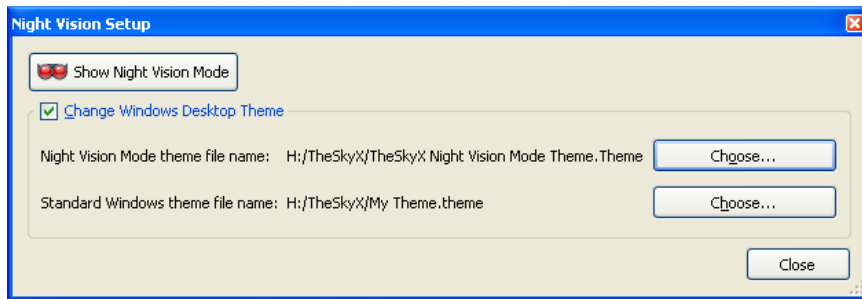 Night Vision Setup
Show Night Vision Mode
Change Windows Desktop Theme
Night Vision Mode theme file name: H:/TheSkyX/TheSkyX Night Vision Mode Theme.Theme Choose...
Standard Windows theme file name: H:/TheSkyX/My Theme.theme Choose...
Close